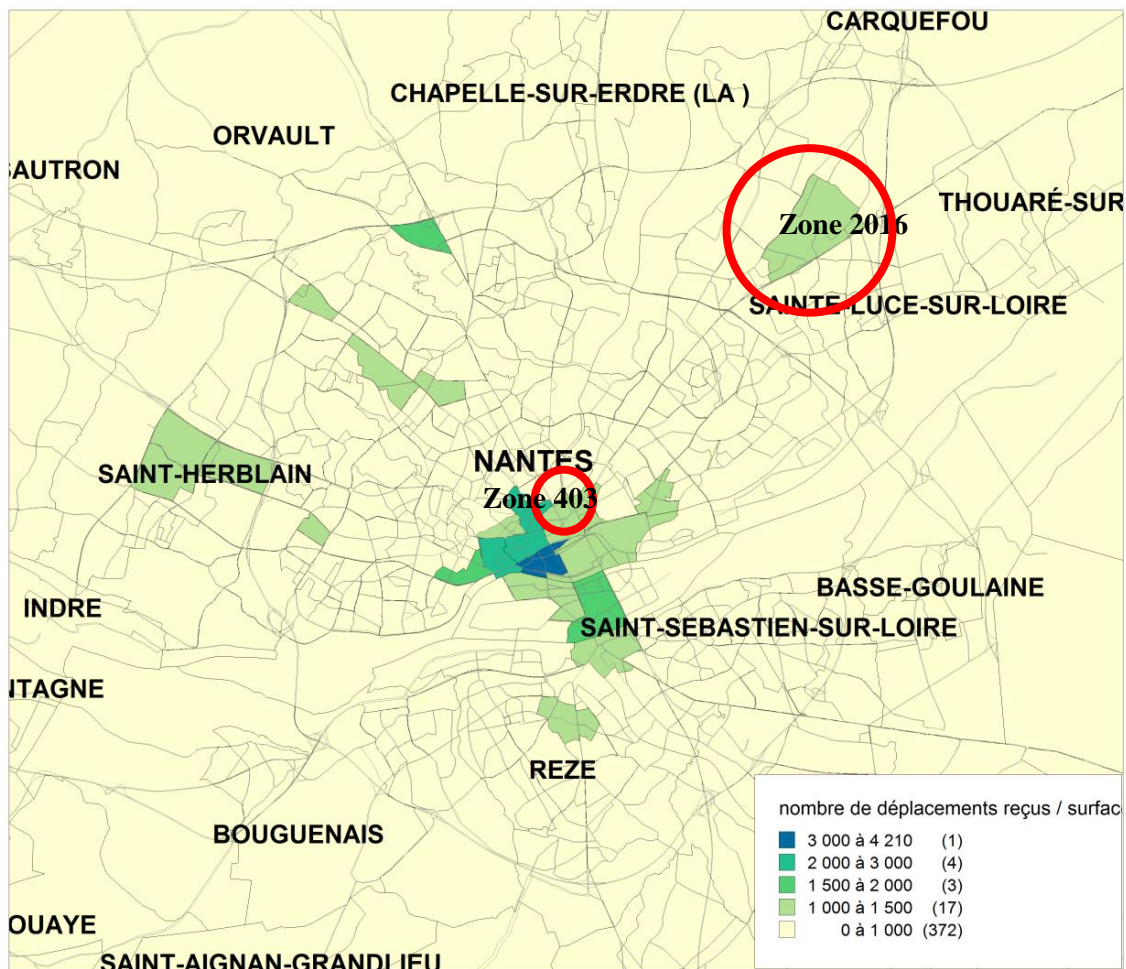 CARQUEFOU
CHAPELLE-SUR-ERDRE (LA )
ORVAULT
SAUTRON
THOUARÉ-SUR
Zone 2016
SAINTE-LUCE-SUR-LOIRE
NANTES
SAINT-HERBLAIN
Zone 403
BASSE-GOULAINE
INDRE
SAINT-SEBASTIEN-SUR-LOIRE
NTAGNE
REZE
BOUGUENAIS
OUAYE
SAINT-AIGNAN-GRANDLIEU
nombre de déplacements reçus / surfac
3 000 à 4 210 (1)
2 000 à 3 000 (4)
1 500 à 2 000 (3)
1 000 à 1 500 (17)
0 à 1 000 (372)